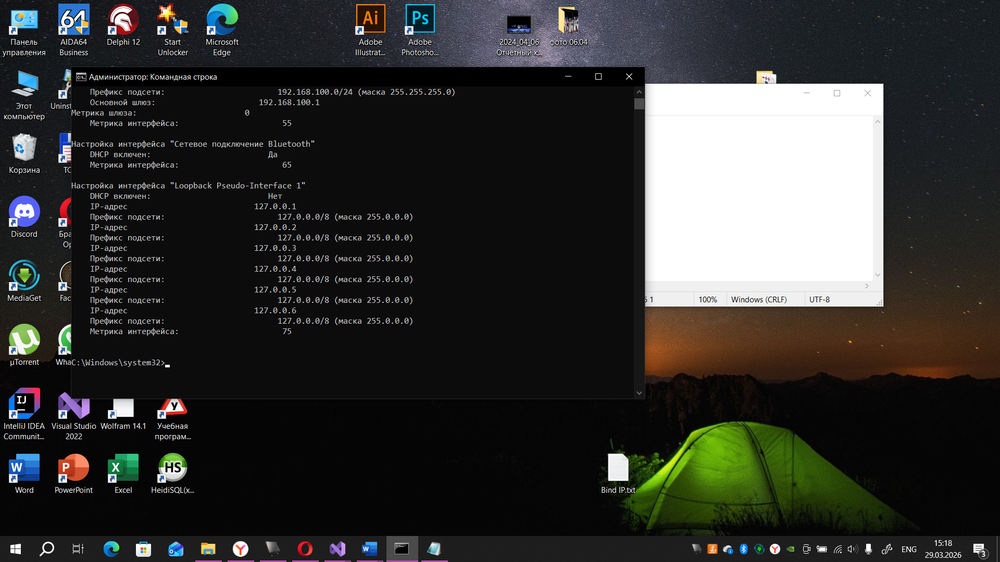 Панель управления
AIDA64 Business
Delphi 12
Start Unlocker
Microsoft Edge
Adobe Illustrat...
Adobe Photosho...
2024_04_06 Отчетный к...
фото 06.04
Администратор: Командная строка
Префикс подсети: 192.168.100.0/24 (маска 255.255.255.0)
Основной шлюз: 192.168.100.1
Метрика шлюза: 0
Метрика интерфейса: 55
Настройка интерфейса "Сетевое подключение Bluetooth"
DHCP включен: Да
Метрика интерфейса: 65
Настройка интерфейса "Loopback Pseudo-Interface 1"
DHCP включен: Нет
IP-адрес 127.0.0.1
Префикс подсети: 127.0.0.0/8 (маска 255.0.0.0)
IP-адрес 127.0.0.2
Префикс подсети: 127.0.0.0/8 (маска 255.0.0.0)
IP-адрес 127.0.0.3
Префикс подсети: 127.0.0.0/8 (маска 255.0.0.0)
IP-адрес 127.0.0.4
Префикс подсети: 127.0.0.0/8 (маска 255.0.0.0)
IP-адрес 127.0.0.5
Префикс подсети: 127.0.0.0/8 (маска 255.0.0.0)
IP-адрес 127.0.0.6
Префикс подсети: 127.0.0.0/8 (маска 255.0.0.0)
Метрика интерфейса: 75
C:\Windows\system32>
1
100%
Windows (CRLF)
UTF-8
Этот компьютер
Корзина
Discord
MediaGet
µTorrent
IntelliJ IDEA Communit...
Visual Studio 2022
Wolfram 14.1
Учебная програм...
Word
PowerPoint
Excel
HeidiSQL(x...
Bind IP.txt
ENG
15:18
29.03.2026
3